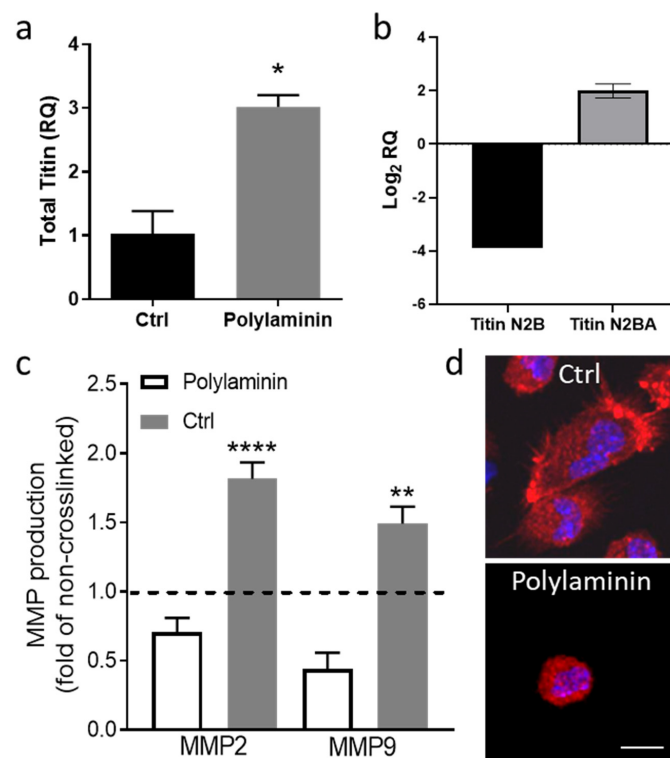 a
Total Titin (RQ)
4
3
2
1
0
*
Ctrl
Polylaminin
b
Log2 RQ
4
2
0
-2
-4
-6
Titin N2B
Titin N2BA
c
MMP production
(fold of non-crosslinked)
2.5
2.0
1.5
1.0
0.5
0.0
Polylaminin
Ctrl
****
**
MMP2
MMP9
d
Ctrl
Polylaminin